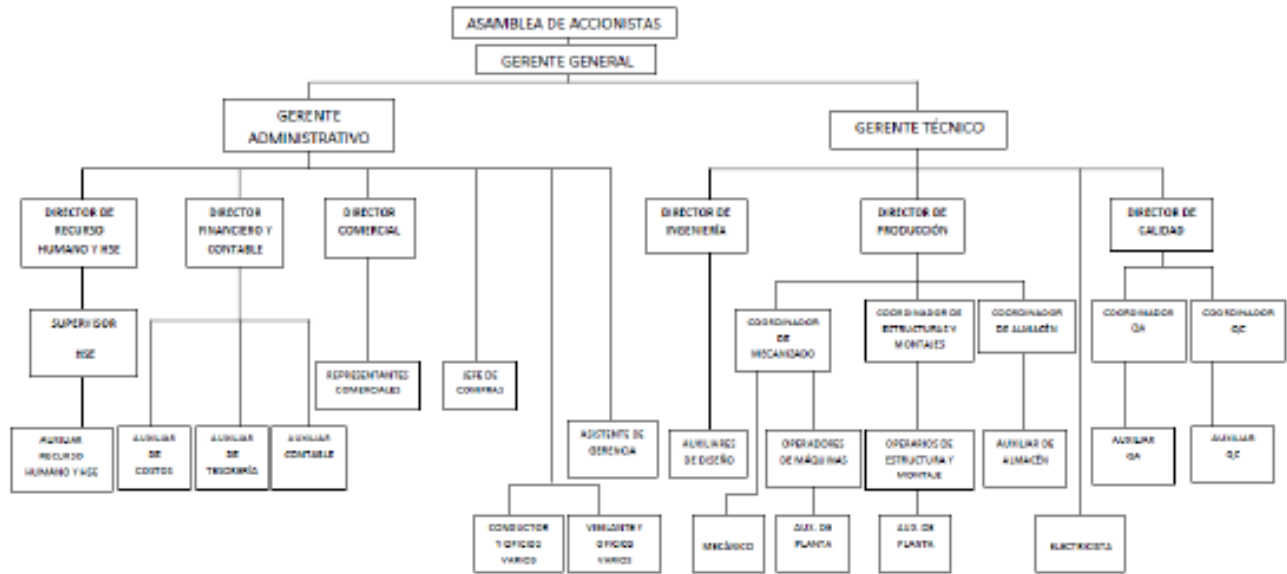 ASAMBLEA DE ACCIONISTAS
GERENTE GENERAL
GERENTE
ADMINISTRATIVO
GERENTE TÉCNICO
DIRECTOR DE
RECURSO
HUMANO Y HSE
DIRECTOR
FINANCIERO Y
CONTABLE
DIRECTOR
COMERCIAL
DIRECTOR DE
INGENIERÍA
DIRECTOR DE
PRODUCCIÓN
DIRECTOR DE
CALIDAD
SUPERVISOR
HSE
COORDINADOR
DE
MECANIZADO
COORDINADOR DE
ESTRUCTURAS Y
MONTAJES
COORDINADOR
DE ALMACÉN
COORDINADOR
QA
COORDINADOR
Q/C
REPRESENTANTES
COMERCIALES
JEFE DE
COMPRAS
AUXILIAR
RECURSO
HUMANO Y HSE
AUXILIAR
DE
COSTOS
AUXILIAR
DE
TESORERÍA
AUXILIAR
CONTABLE
ASISTENTE DE
GERENCIA
AUXILIARES
DE DISEÑO
OPERADORES
DE MÁQUINAS
OPERARIOS DE
ESTRUCTURA Y
MONTAJE
AUXILIAR DE
ALMACÉN
AUXILIAR
QA
AUXILIAR
Q/C
CONDUCTOR
Y OFICIOS
VARIOS
VIGILANTE Y
OFICIOS
VARIOS
MECÁNICO
AUX. DE
PLANTA
AUX. DE
PLANTA
ELECTRICISTA